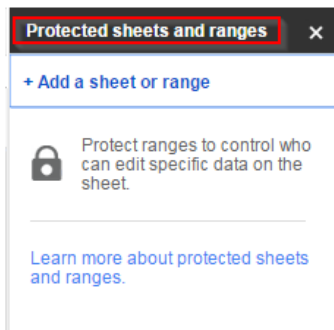 Protected sheets and ranges ×
+ Add a sheet or range
Protect ranges to control who
can edit specific data on the
sheet.
Learn more about protected sheets
and ranges.